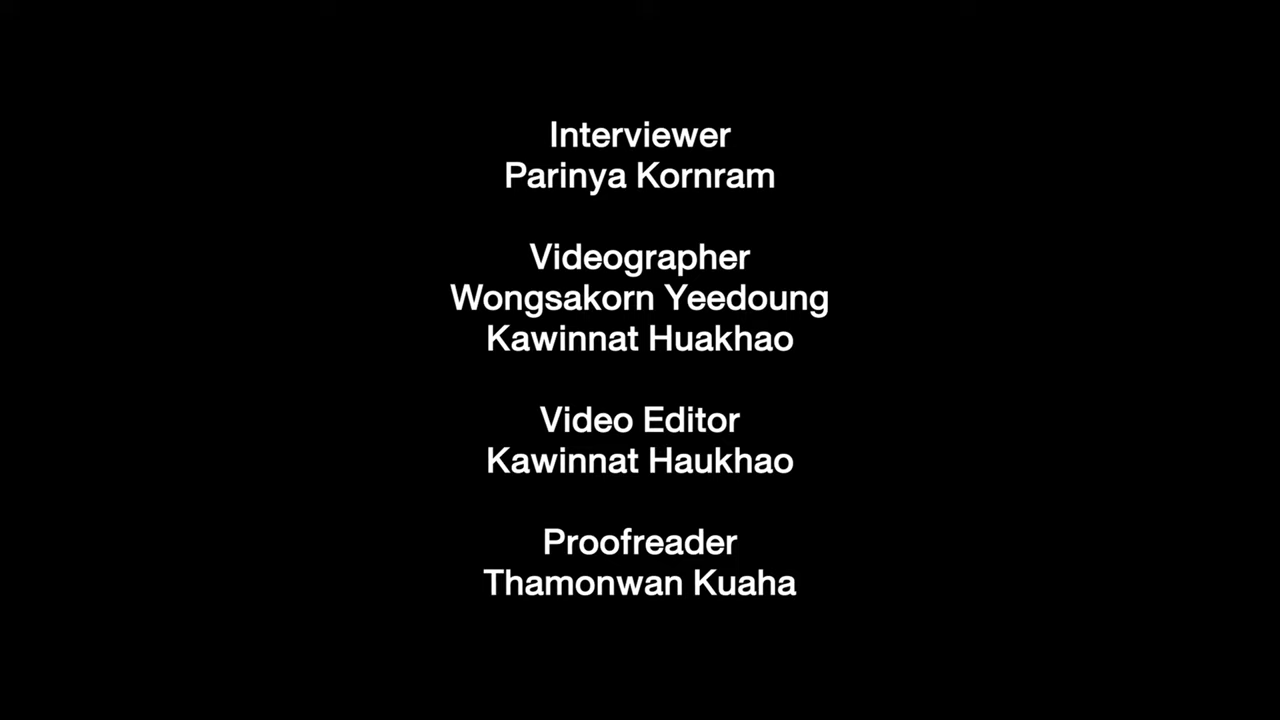 Interviewer
Parinya Kornram
Videographer
Wongsakorn Yeedoung
Kawinnat Huakhao
Video Editor
Kawinnat Haukhao
Proofreader
Thamonwan Kuaha